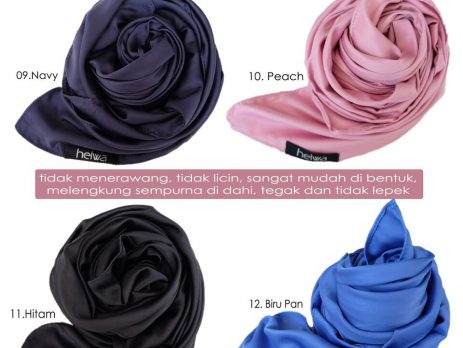 09.Navy
10. Peach
helwa
heiwa
tidak menerawang, tidak licin, sangat mudah di bentuk,
melengkung sempurna di dahi, tegak dan tidak lepek
11.Hitam
12. Biru Pan